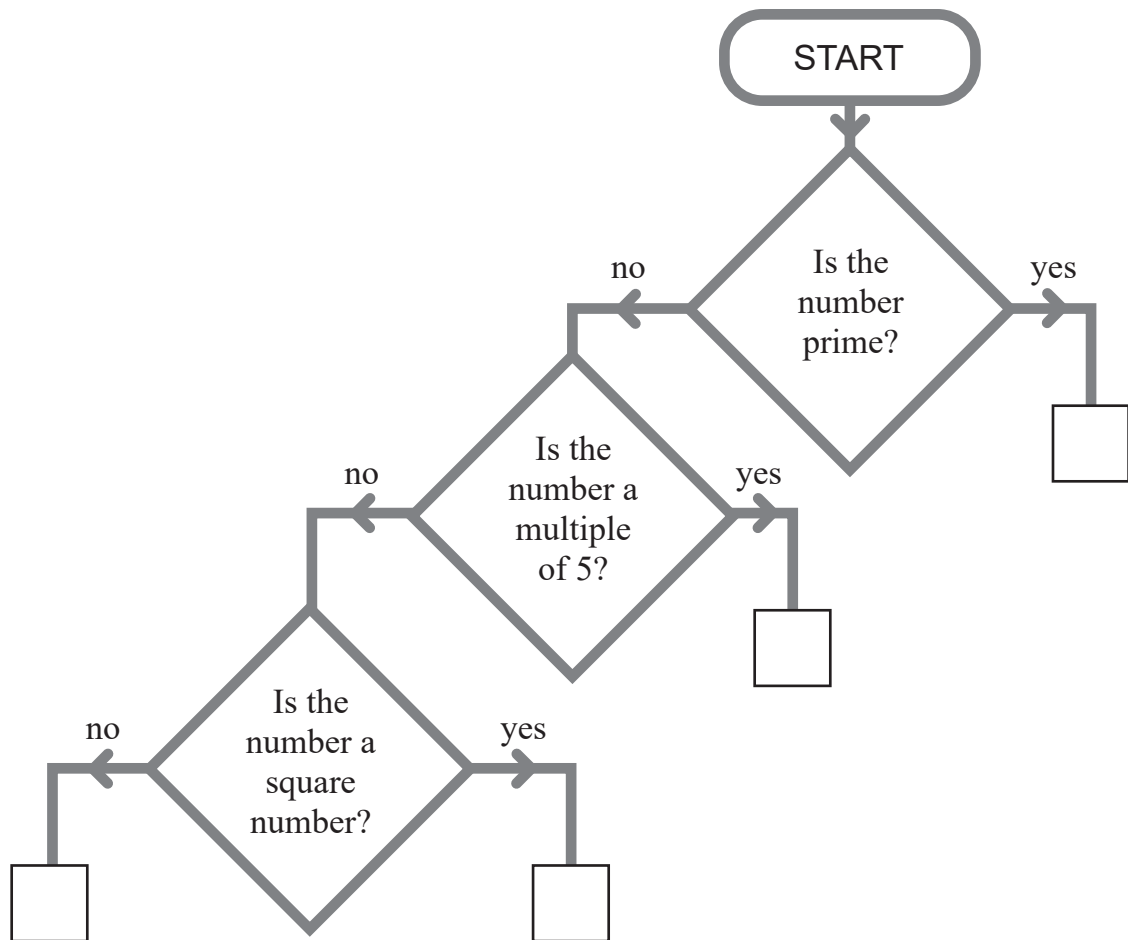 START
Is the
number
prime?
no
yes
Is the
number a
multiple
of 5?
no
yes
Is the
number a
square
number?
no
yes